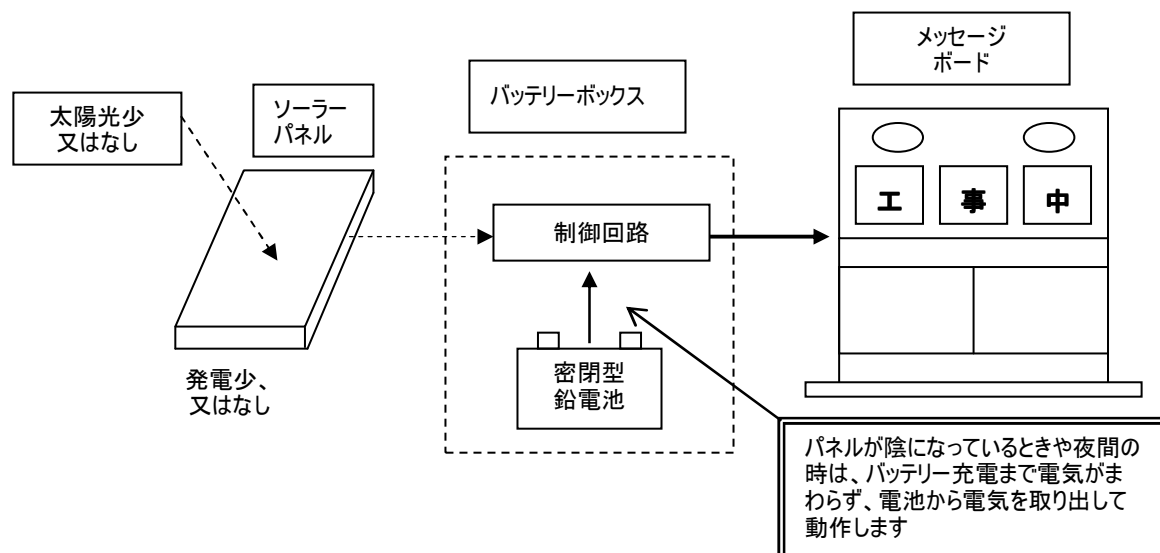 メッセージ
ボード
バッテリーボックス
ソーラー
パネル
太陽光少
又はなし
工 事 中
制御回路
密閉型
鉛電池
発電少、
又はなし
パネルが陰になっているときや夜間の
時は、バッテリー充電まで電気がま
わらず、電池から電気を取り出して
動作します